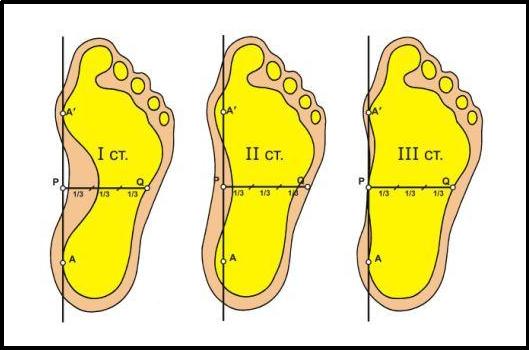 A'
I ст.
P
Q
1/3 1/3 1/3
A
A'
II ст.
P
Q
1/3 1/3 1/3
A
A'
III ст.
P
Q
1/3 1/3 1/3
A